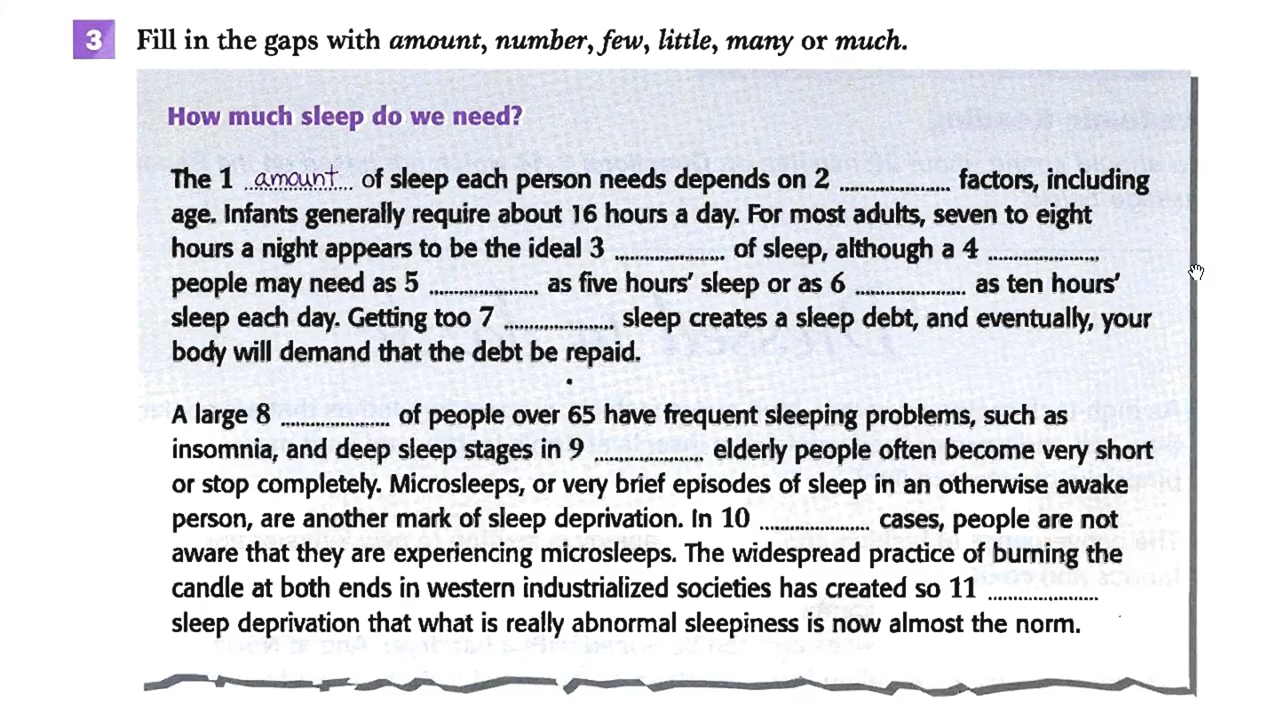 3 Fill in the gaps with amount, number, few, little, many or much.
How much sleep do we need?
The 1 amount of sleep each person needs depends on 2 .................... factors, including
age. Infants generally require about 16 hours a day. For most adults, seven to eight
hours a night appears to be the ideal 3 .................... of sleep, although a 4 ....................
people may need as 5 .................... as five hours’ sleep or as 6 .................... as ten hours’
sleep each day. Getting too 7 .................... sleep creates a sleep debt, and eventually, your
body will demand that the debt be repaid.
A large 8 .................... of people over 65 have frequent sleeping problems, such as
insomnia, and deep sleep stages in 9 .................... elderly people often become very short
or stop completely. Microsleeps, or very brief episodes of sleep in an otherwise awake
person, are another mark of sleep deprivation. In 10 .................... cases, people are not
aware that they are experiencing microsleeps. The widespread practice of burning the
candle at both ends in western industrialized societies has created so 11 ....................
sleep deprivation that what is really abnormal sleepiness is now almost the norm.